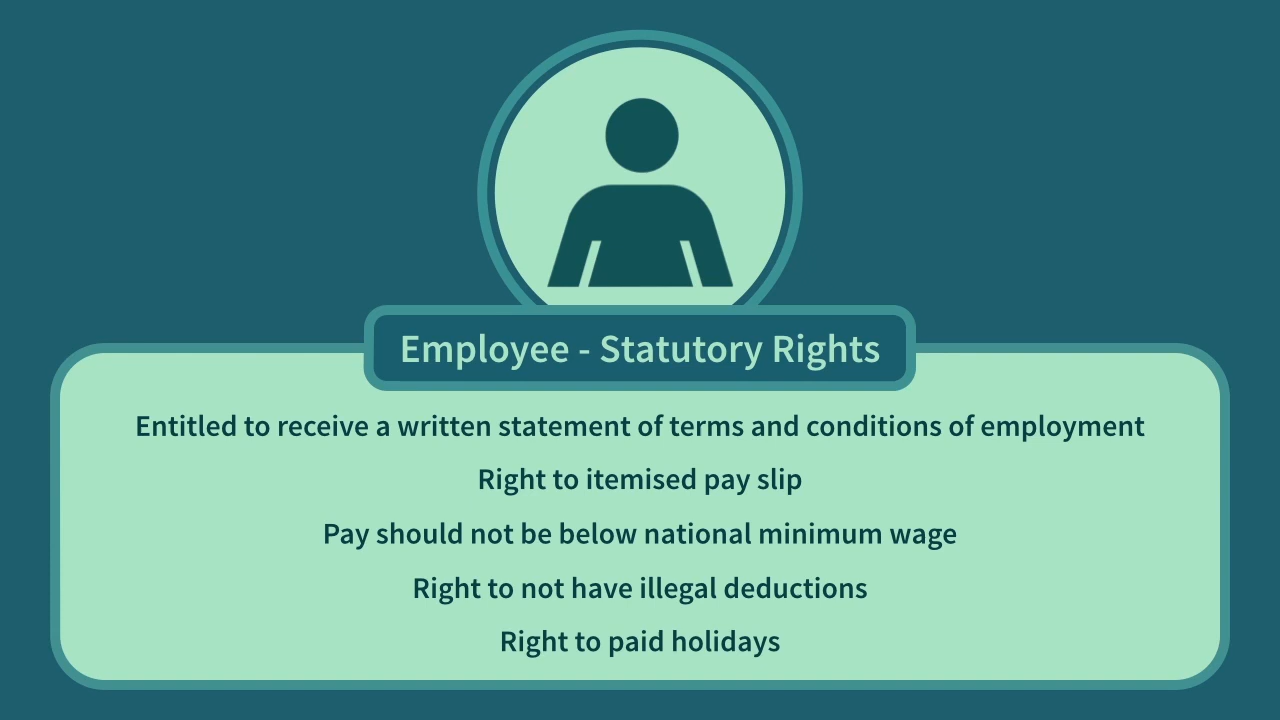 Employee - Statutory Rights
Entitled to receive a written statement of terms and conditions of employment
Right to itemised pay slip
Pay should not be below national minimum wage
Right to not have illegal deductions
Right to paid holidays